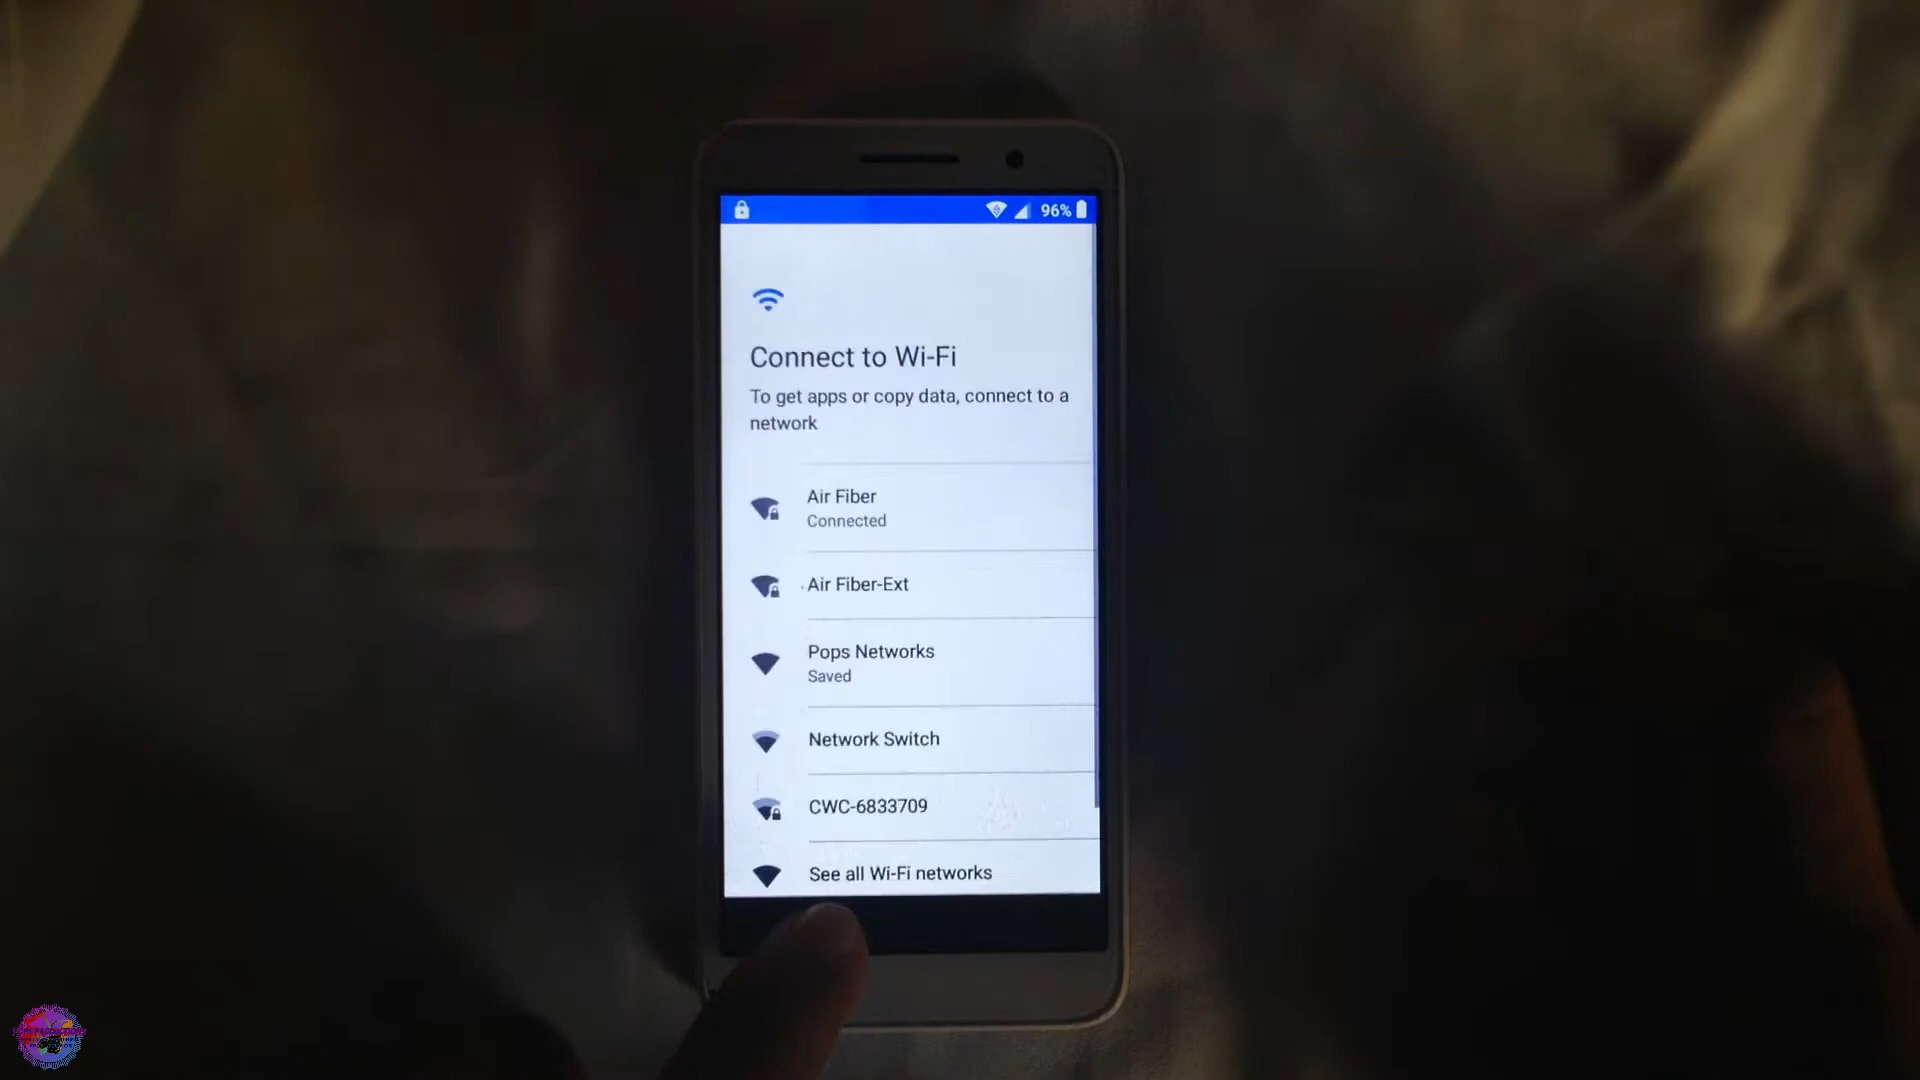 96%
Connect to Wi-Fi
To get apps or copy data, connect to a
network
Air Fiber
Connected
Air Fiber-Ext
Pops Networks
Saved
Network Switch
CWC-6833709
See all Wi-Fi networks